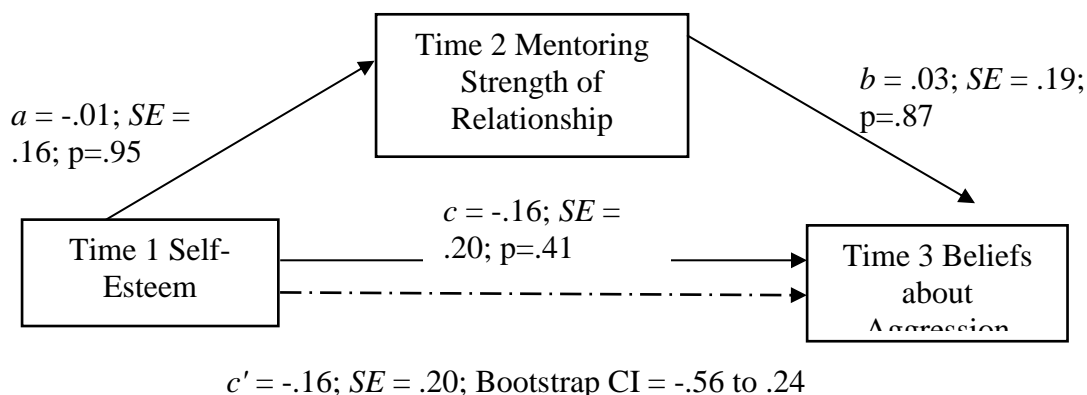 Time 2 Mentoring
Strength of
Relationship
a = -.01; SE =
.16; p=.95
b = .03; SE = .19;
p=.87
c = -.16; SE =
.20; p=.41
Time 1 Self-
Esteem
Time 3 Beliefs
about
Aggression
c' = -.16; SE = .20; Bootstrap CI = -.56 to .24